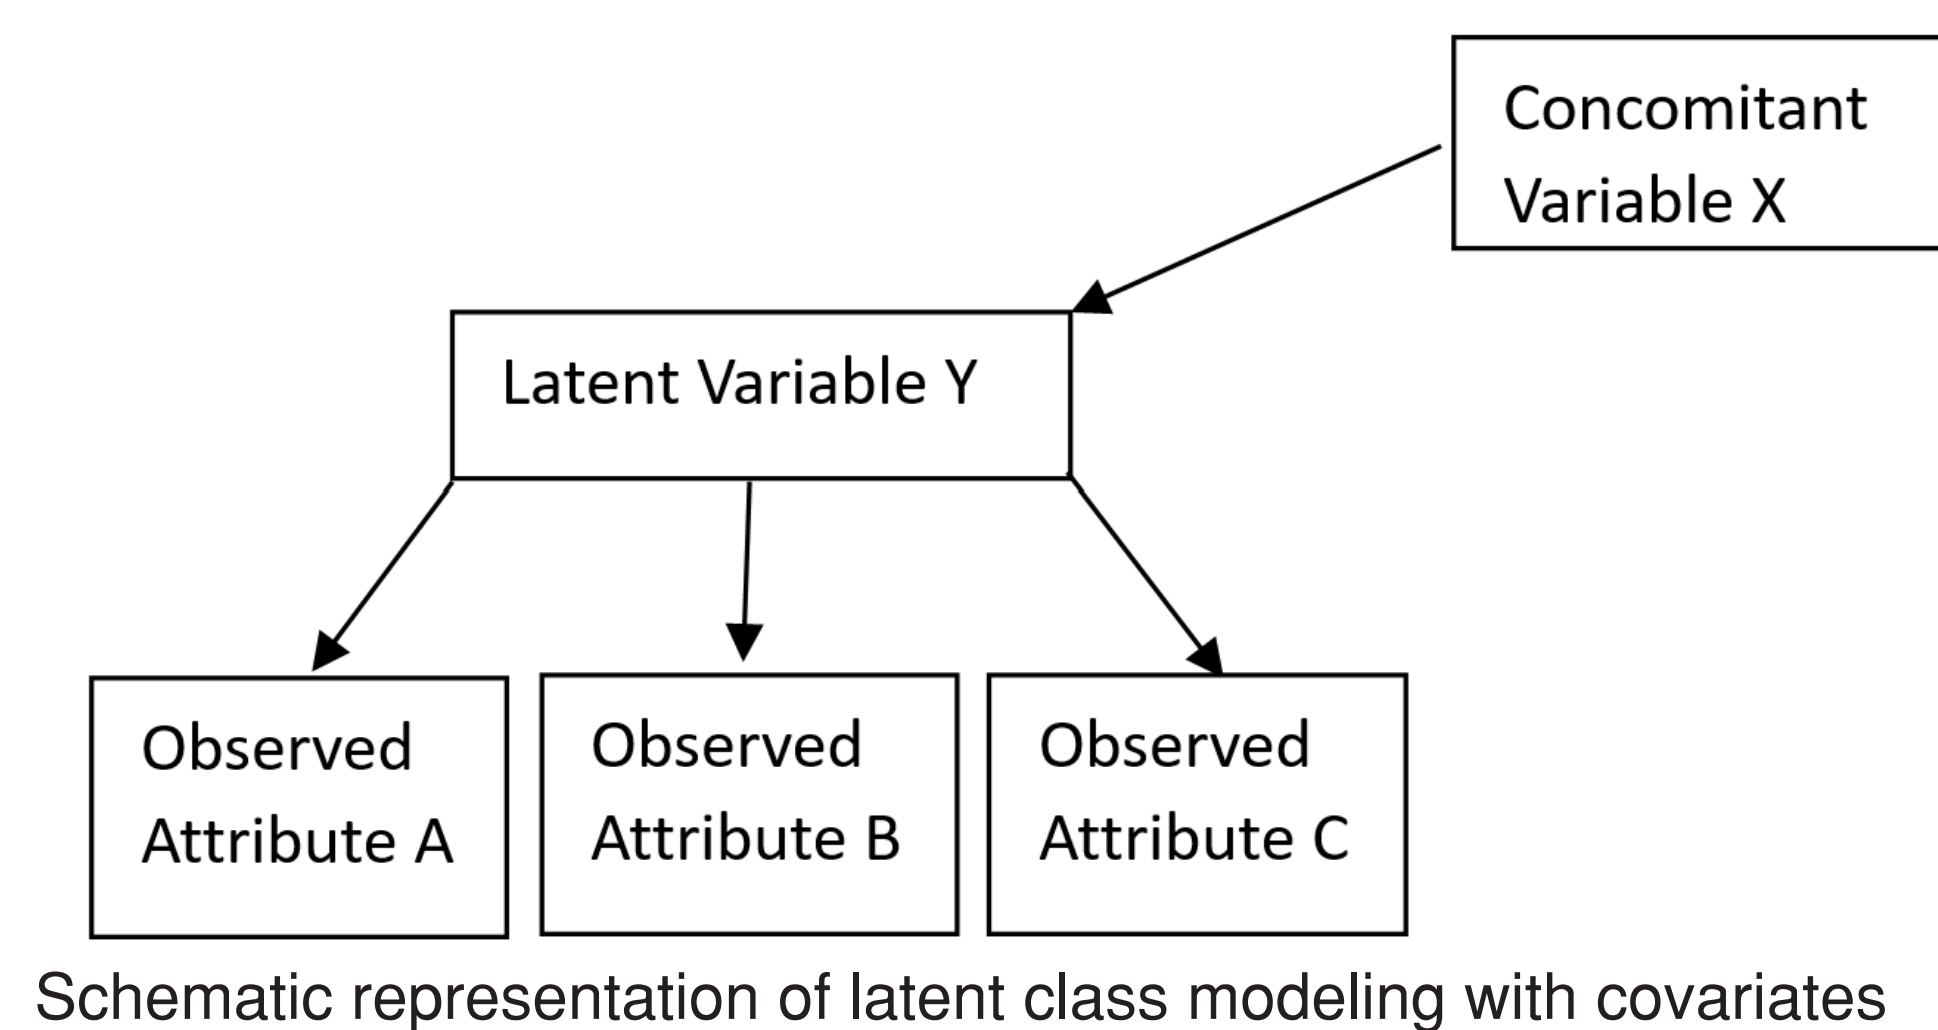 Concomitant
Variable X
Latent Variable Y
Observed
Attribute A
Observed
Attribute B
Observed
Attribute C
Schematic representation of latent class modeling with covariates